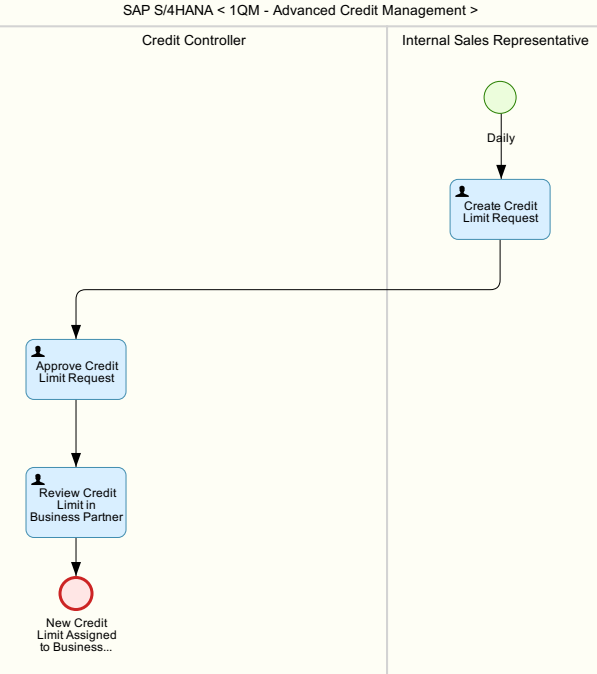 SAP S/4HANA < 1QM - Advanced Credit Management >
Credit Controller
Internal Sales Representative
Daily
Create Credit
Limit Request
Approve Credit
Limit Request
Review Credit
Limit in
Business Partner
New Credit
Limit Assigned
to Business...